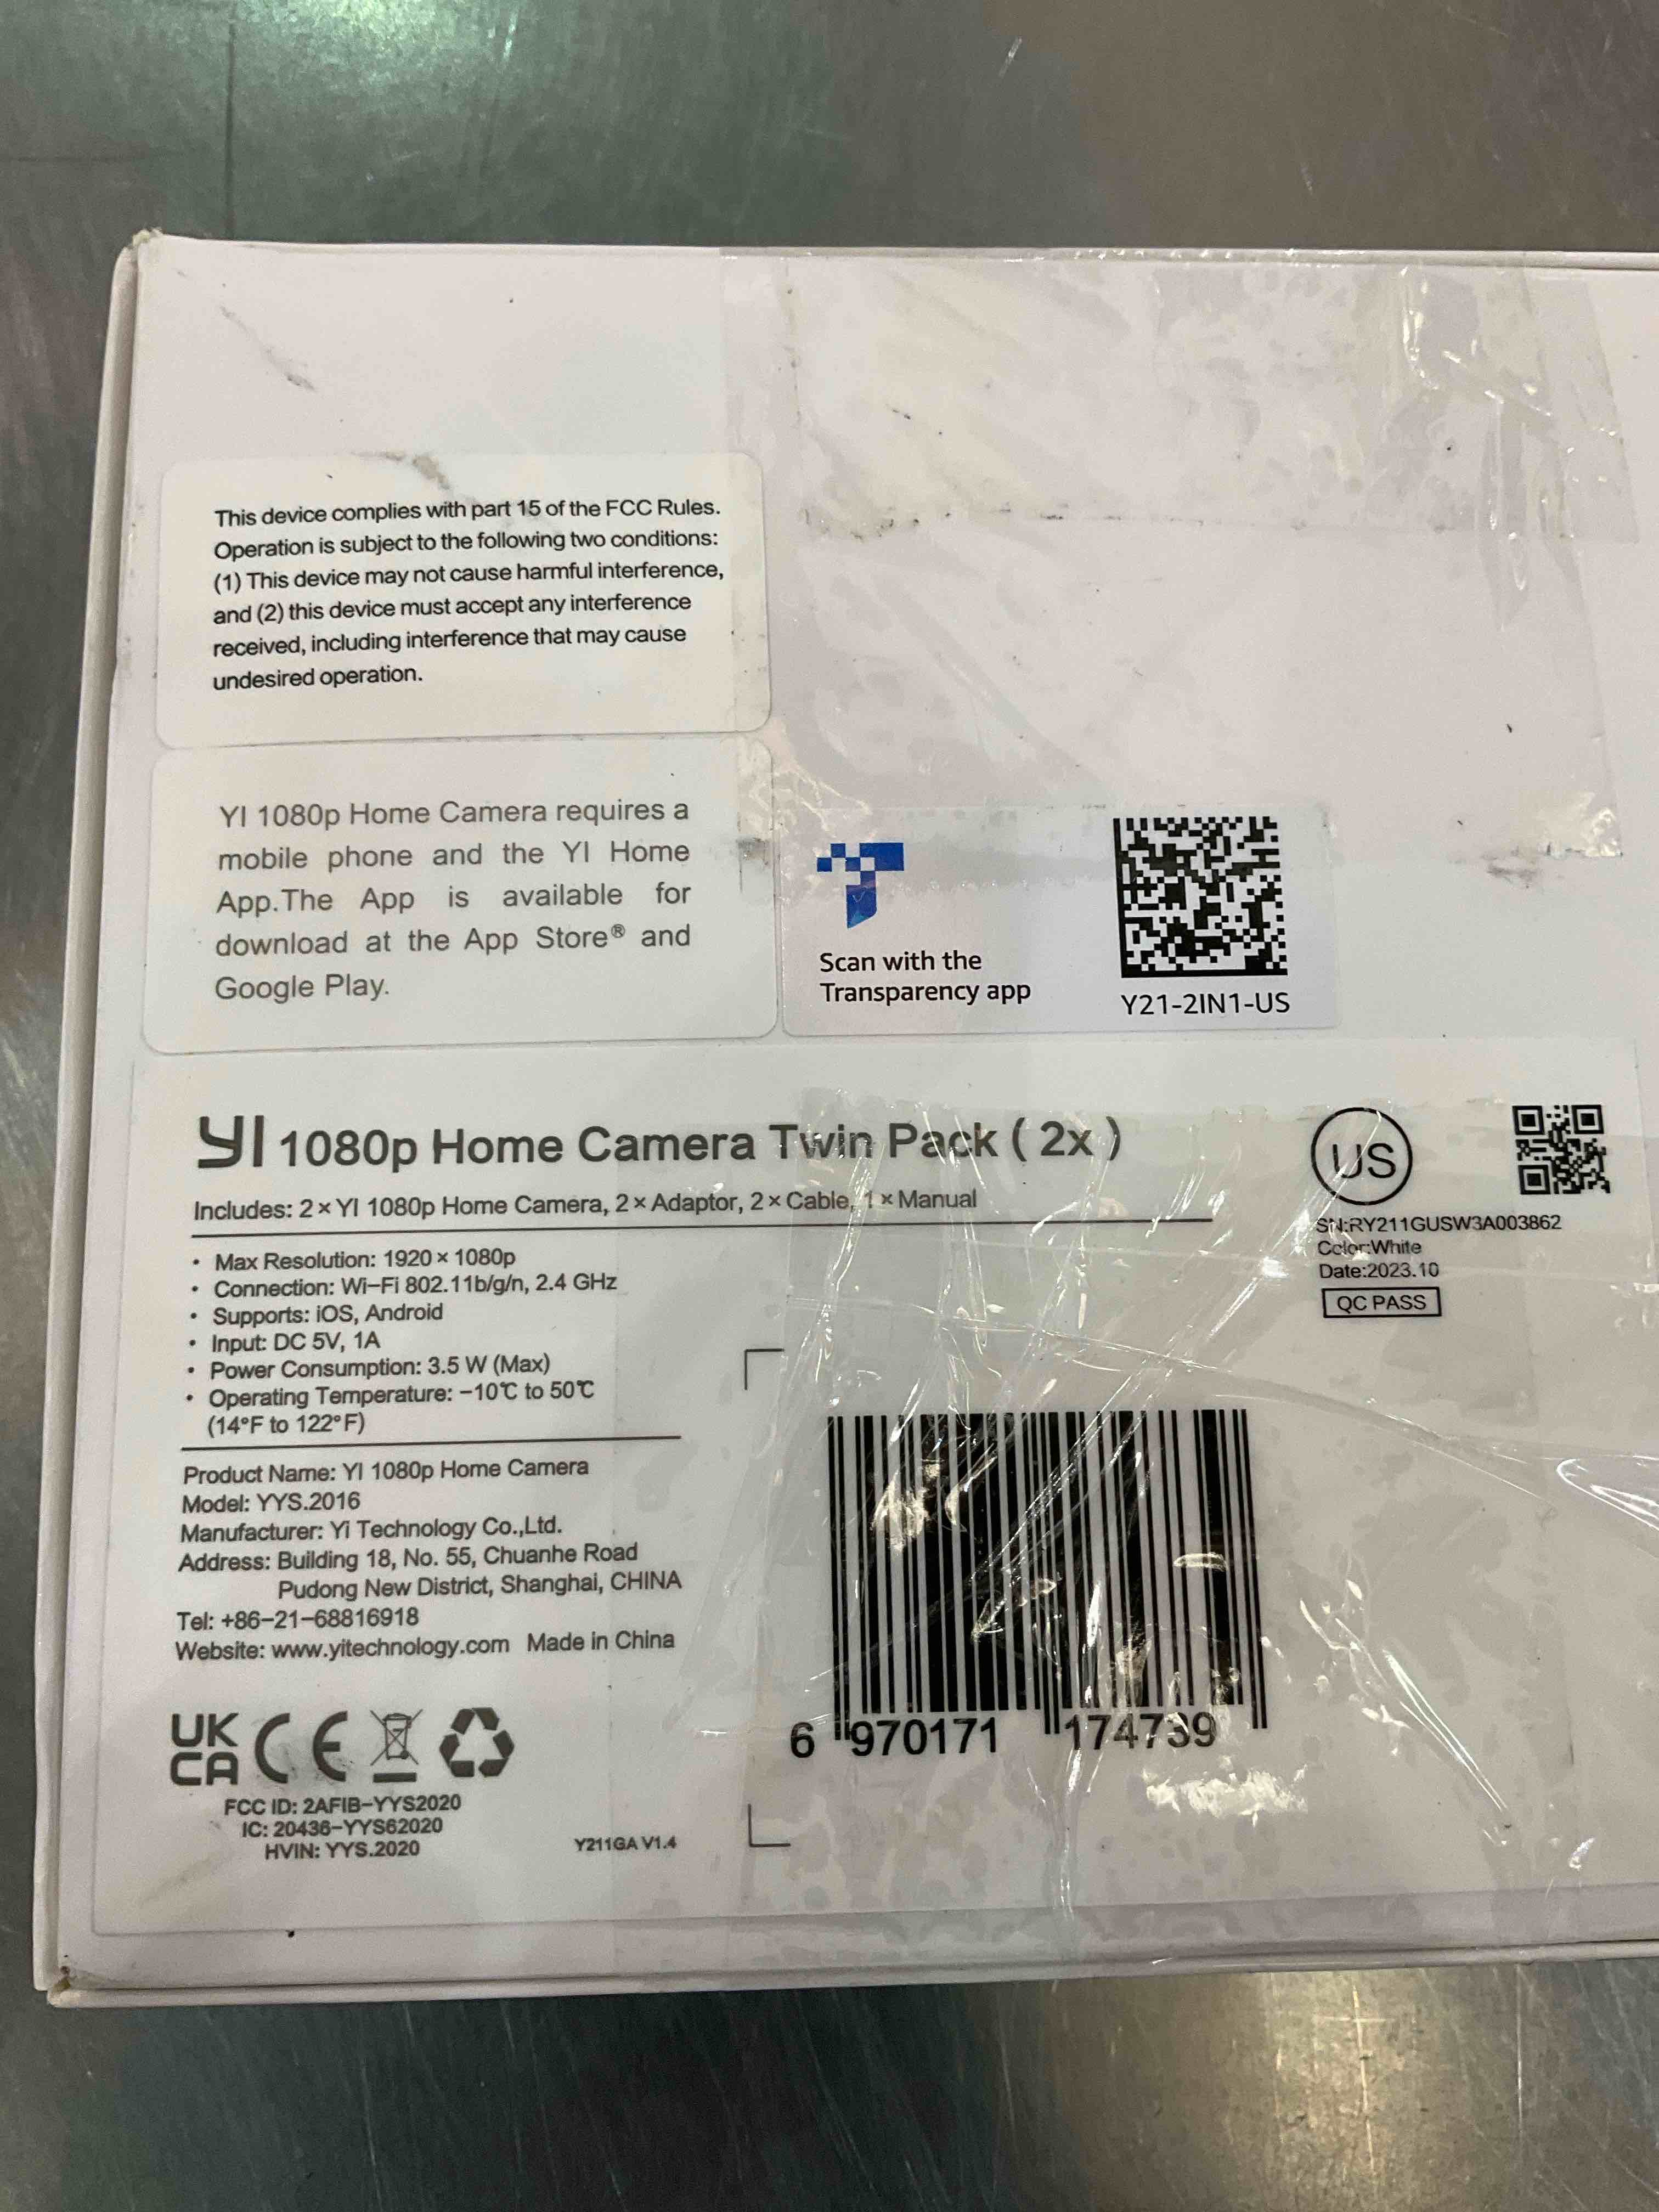 This device complies with part 15 of the FCC Rules.
Operation is subject to the following two conditions:
(1) This device may not cause harmful interference,
and (2) this device must accept any interference
received, including interference that may cause
undesired operation.
YI 1080p Home Camera requires a
mobile phone and the YI Home
App.The App is available for
download at the App Store® and
Google Play.
Scan with the
Transparency app
Y21-2IN1-US
YI 1080p Home Camera Twin Pack ( 2x )
Includes: 2 × YI 1080p Home Camera, 2 × Adaptor, 2 × Cable, 1 × Manual
• Max Resolution: 1920 × 1080p
• Connection: Wi-Fi 802.11b/g/n, 2.4 GHz
• Supports: iOS, Android
• Input: DC 5V, 1A
• Power Consumption: 3.5 W (Max)
• Operating Temperature: -10℃ to 50℃
(14°F to 122°F)
Product Name: YI 1080p Home Camera
Model: YYS.2016
Manufacturer: Yi Technology Co.,Ltd.
Address: Building 18, No. 55, Chuanhe Road
Pudong New District, Shanghai, CHINA
Tel: +86-21-68816918
Website: www.yitechnology.com Made in China
UK
CA CE
FCC ID: 2AFIB-YYS2020
IC: 20436-YYS62020
HVIN: YYS.2020
Y211GA V1.4
US
SN:RY211GUSW3A003862
Color:White
Date:2023.10
QC PASS
6 970171 174739